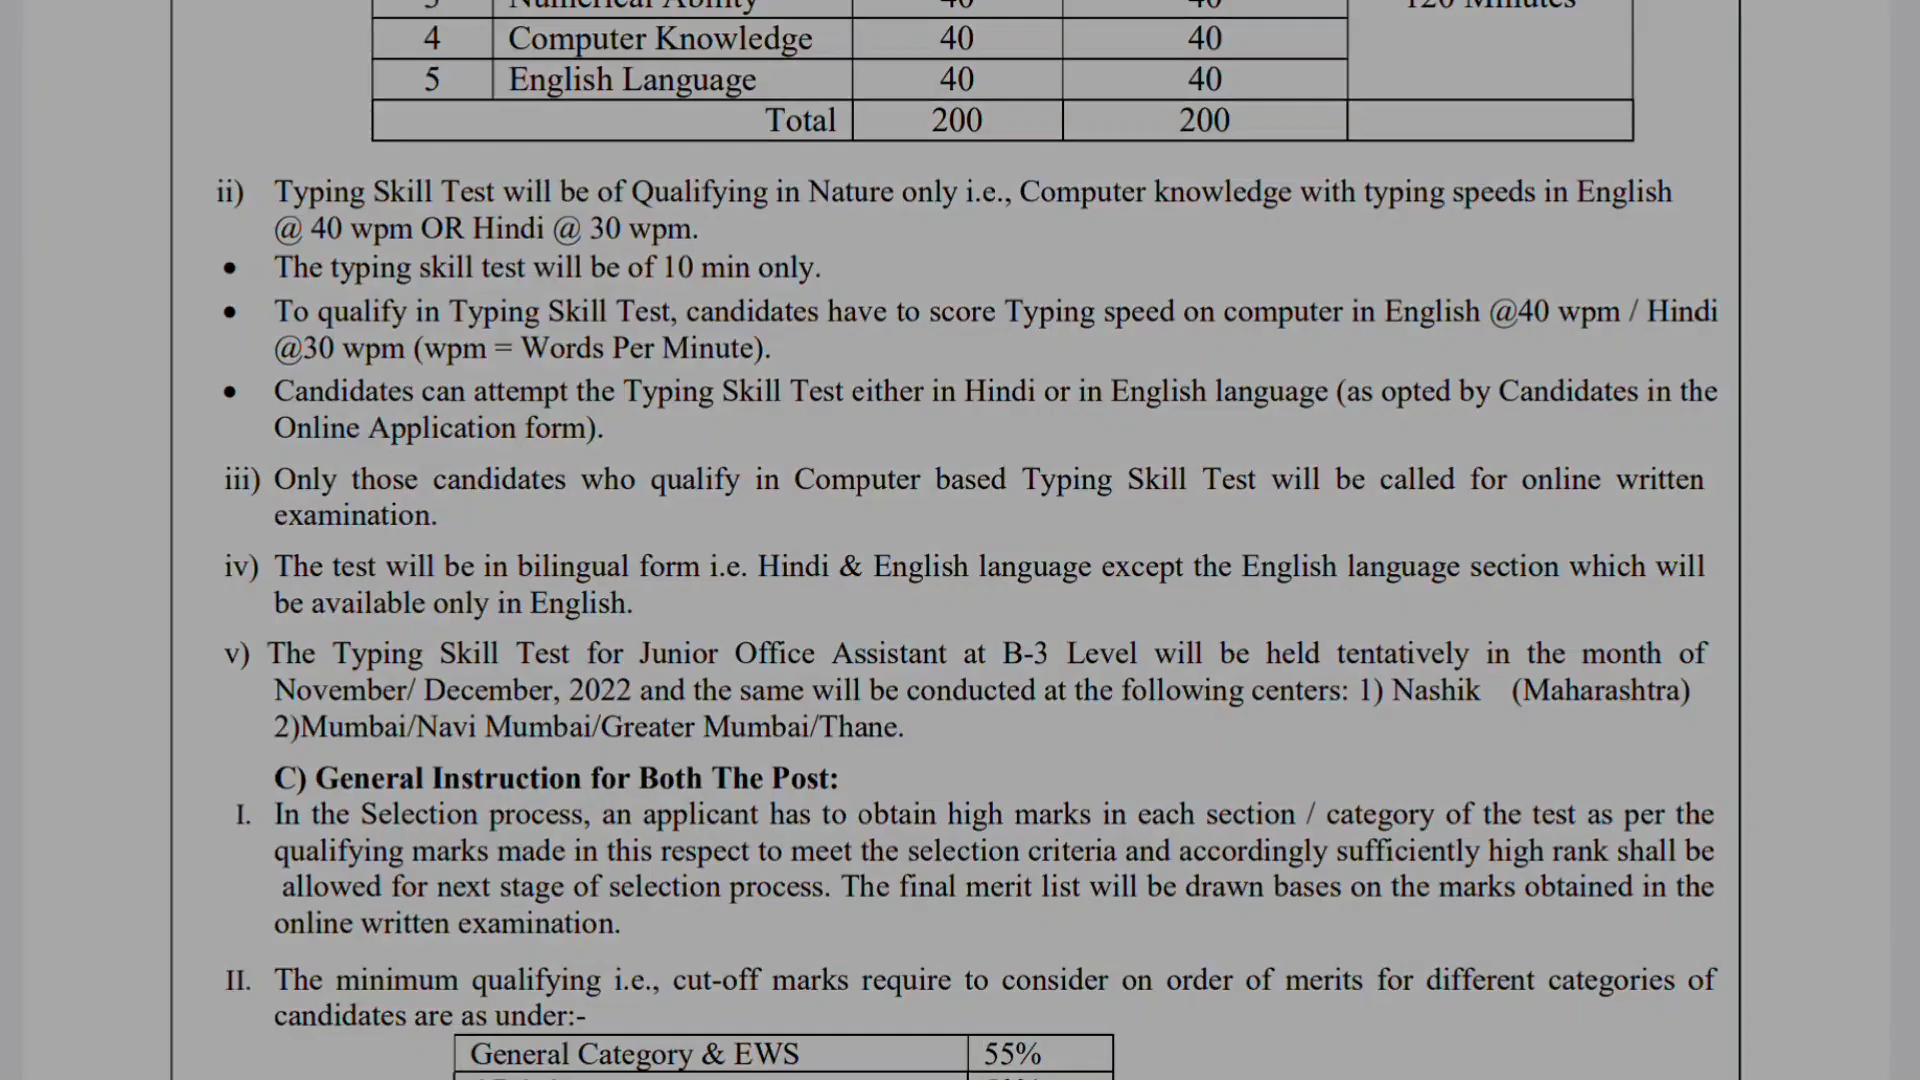 3 Numerical Ability 40 40 120 Minutes
4 Computer Knowledge 40 40
5 English Language 40 40
Total 200 200
ii) Typing Skill Test will be of Qualifying in Nature only i.e., Computer knowledge with typing speeds in English
@ 40 wpm OR Hindi @ 30 wpm.
• The typing skill test will be of 10 min only.
• To qualify in Typing Skill Test, candidates have to score Typing speed on computer in English @40 wpm / Hindi
@30 wpm (wpm = Words Per Minute).
• Candidates can attempt the Typing Skill Test either in Hindi or in English language (as opted by Candidates in the
Online Application form).
iii) Only those candidates who qualify in Computer based Typing Skill Test will be called for online written
examination.
iv) The test will be in bilingual form i.e. Hindi & English language except the English language section which will
be available only in English.
v) The Typing Skill Test for Junior Office Assistant at B-3 Level will be held tentatively in the month of
November/ December, 2022 and the same will be conducted at the following centers: 1) Nashik (Maharashtra)
2)Mumbai/Navi Mumbai/Greater Mumbai/Thane.
C) General Instruction for Both The Post:
I. In the Selection process, an applicant has to obtain high marks in each section / category of the test as per the
qualifying marks made in this respect to meet the selection criteria and accordingly sufficiently high rank shall be
allowed for next stage of selection process. The final merit list will be drawn bases on the marks obtained in the
online written examination.
II. The minimum qualifying i.e., cut-off marks require to consider on order of merits for different categories of
candidates are as under:-
General Category & EWS 55%